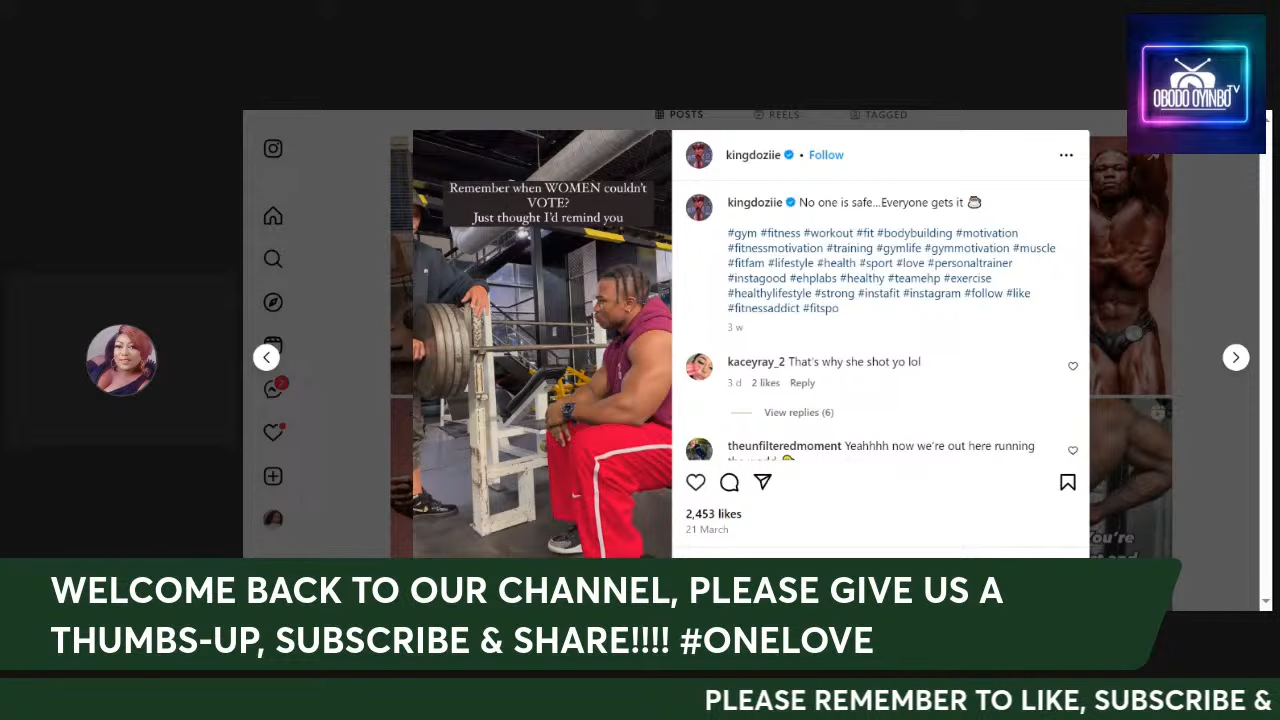 OBODO OYINBO TV
POSTS REELS TAGGED
Remember when WOMEN couldn't
VOTE?
Just thought I'd remind you
kingdoziie • Follow
kingdoziie No one is safe...Everyone gets it
#gym #fitness #workout #fit #bodybuilding #motivation
#fitnessmotivation #training #gymlife #gymmotivation #muscle
#fitfam #lifestyle #health #sport #love #personaltrainer
#instagood #ehplabs #healthy #teamehp #exercise
#healthylifestyle #strong #instafit #instagram #follow #like
#fitnessaddict #fitspo
3 w
kaceyray_2 That's why she shot yo lol
3 d 2 likes Reply
View replies (6)
theunfilteredmoment Yeahhhh now we're out here running
the world
2,453 likes
21 March
You're
WELCOME BACK TO OUR CHANNEL, PLEASE GIVE US A
THUMBS-UP, SUBSCRIBE & SHARE!!!! #ONELOVE
PLEASE REMEMBER TO LIKE, SUBSCRIBE &